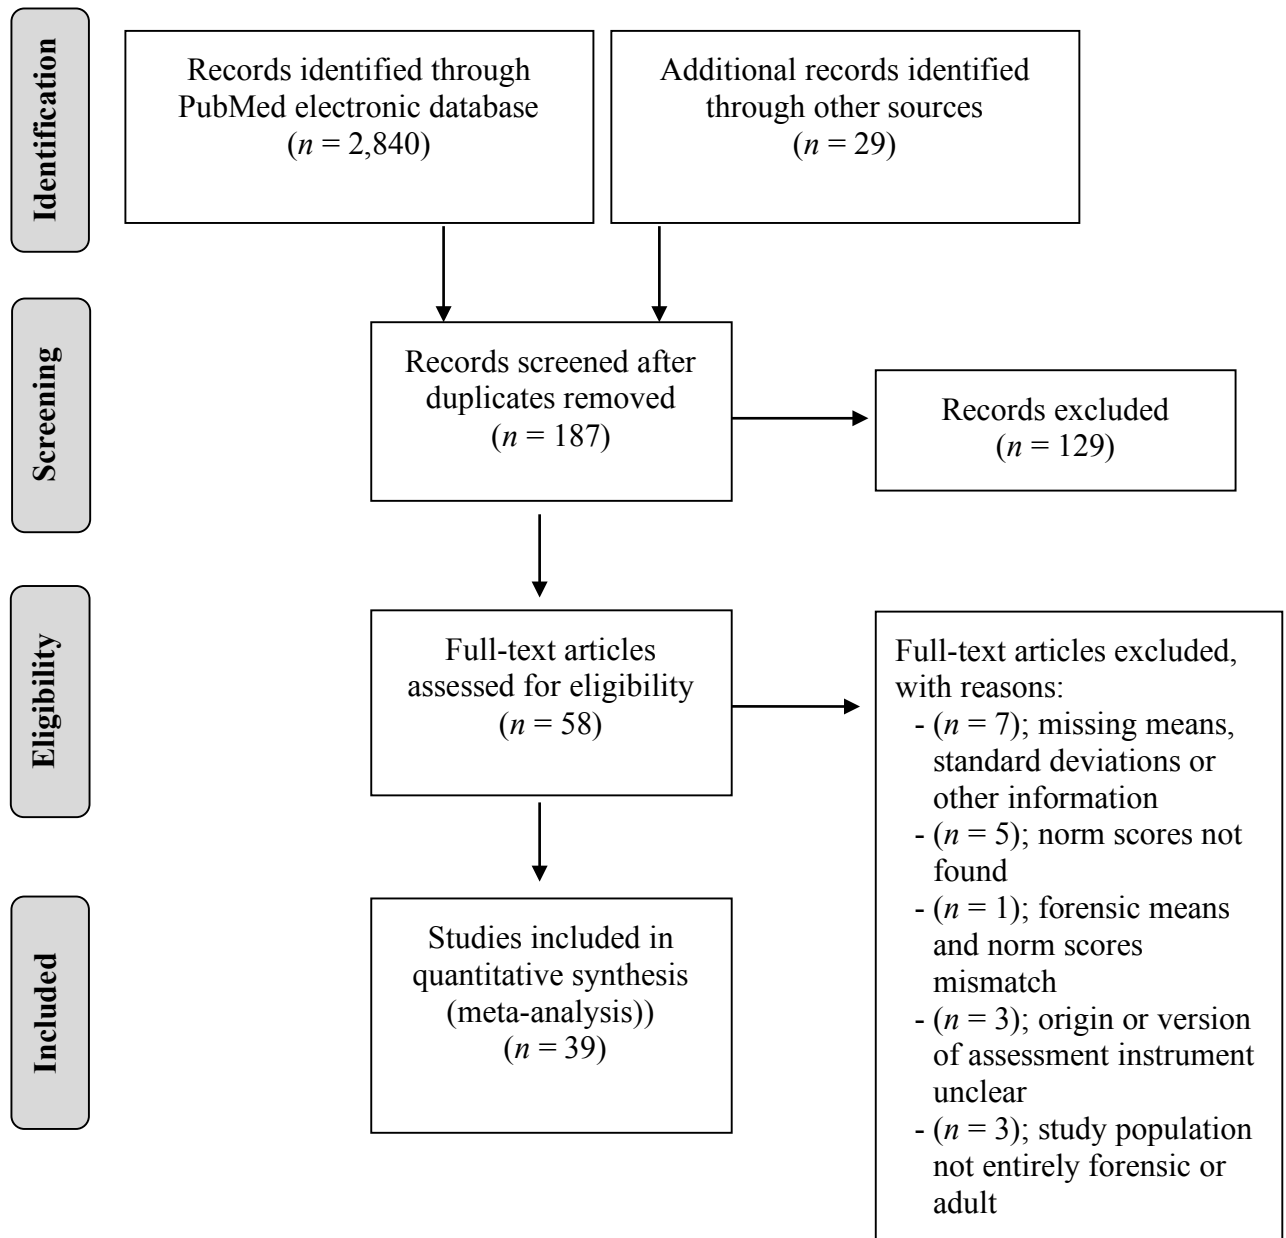 Identification
Records identified through
PubMed electronic database
(n = 2,840)
Additional records identified
through other sources
(n = 29)
Screening
Records screened after
duplicates removed
(n = 187)
Records excluded
(n = 129)
Eligibility
Full-text articles
assessed for eligibility
(n = 58)
Full-text articles excluded,
with reasons:
- (n = 7); missing means,
standard deviations or
other information
- (n = 5); norm scores not
found
- (n = 1); forensic means
and norm scores
mismatch
- (n = 3); origin or version
of assessment instrument
unclear
- (n = 3); study population
not entirely forensic or
adult
Included
Studies included in
quantitative synthesis
(meta-analysis))
(n = 39)